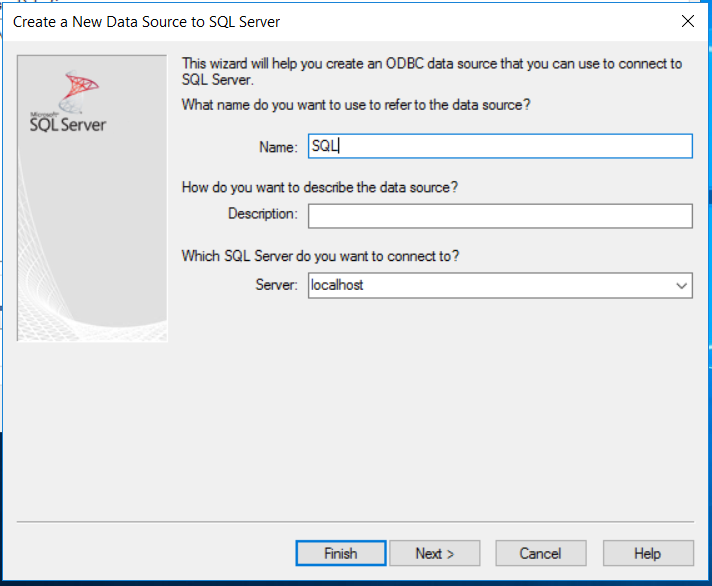 Create a New Data Source to SQL Server
This wizard will help you create an ODBC data source that you can use to connect to
SQL Server.
What name do you want to use to refer to the data source?
Microsoft
SQL Server
Name: SQL
How do you want to describe the data source?
Description:
Which SQL Server do you want to connect to?
Server: localhost
Finish
Next >
Cancel
Help